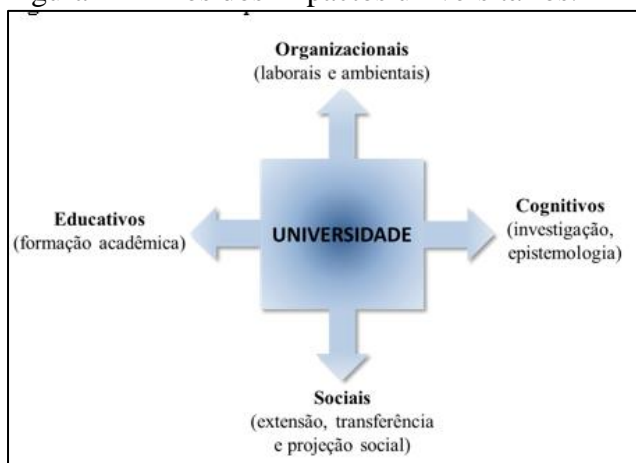 Organizacionais
(laborais e ambientais)
Educativos
(formação acadêmica)
UNIVERSIDADE
Cognitivos
(investigação,
epistemologia)
Sociais
(extensão, transferência
e projeção social)